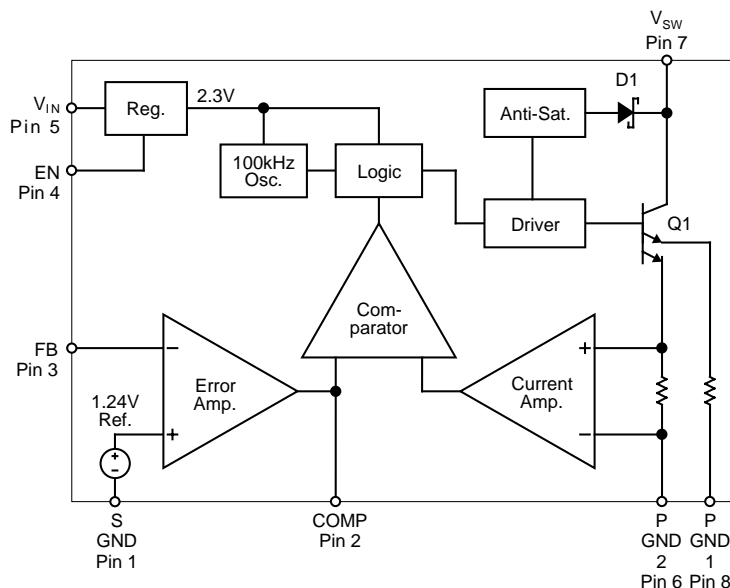 V_SW
Pin 7
D1
V_IN
Pin 5
Reg.
2.3V
Anti-Sat.
EN
Pin 4
100kHz
Osc.
Logic
Driver
Q1
Com-
parator
FB
Pin 3
−
+
Error
Amp.
Current
Amp.
1.24V
Ref.
+
−
+
−
S
GND
Pin 1
COMP
Pin 2
P
GND
2
Pin 6
P
GND
1
Pin 8